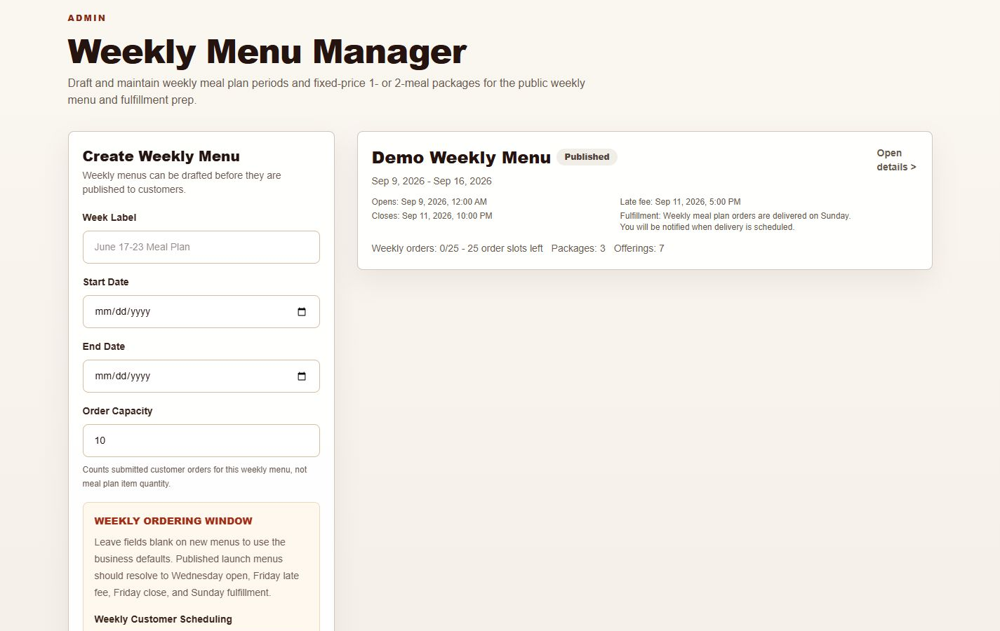 ADMIN
Weekly Menu Manager
Draft and maintain weekly meal plan periods and fixed-price 1- or 2-meal packages for the public weekly
menu and fulfillment prep.
Create Weekly Menu
Weekly menus can be drafted before they are
published to customers.
Week Label
June 17-23 Meal Plan
Start Date
mm/dd/yyyy
End Date
mm/dd/yyyy
Order Capacity
10
Counts submitted customer orders for this weekly menu, not
meal plan item quantity.
WEEKLY ORDERING WINDOW
Leave fields blank on new menus to use the
business defaults. Published launch menus
should resolve to Wednesday open, Friday late
fee, Friday close, and Sunday fulfillment.
Weekly Customer Scheduling
Demo Weekly Menu Published
Open
details >
Sep 9, 2026 - Sep 16, 2026
Opens: Sep 9, 2026, 12:00 AM
Closes: Sep 11, 2026, 10:00 PM
Late fee: Sep 11, 2026, 5:00 PM
Fulfillment: Weekly meal plan orders are delivered on Sunday.
You will be notified when delivery is scheduled.
Weekly orders: 0/25 - 25 order slots left Packages: 3 Offerings: 7